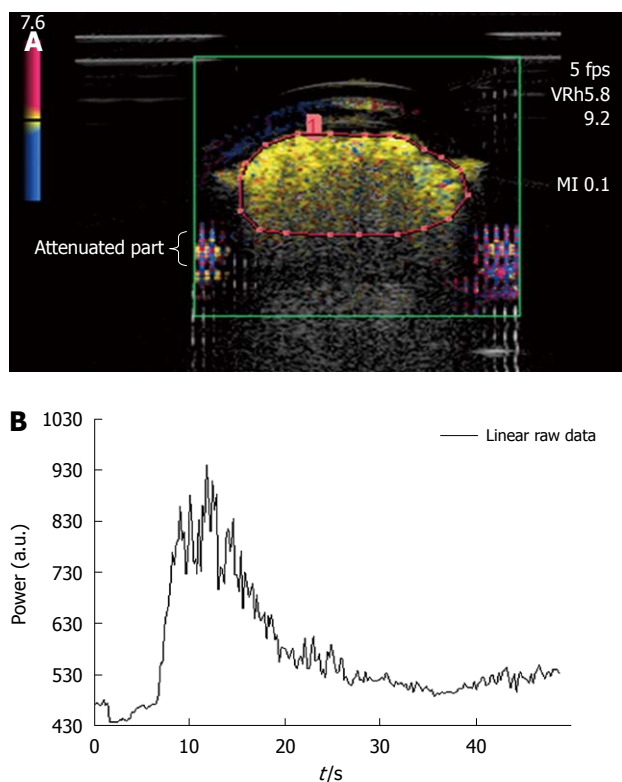 7.6
A
5 fps
VRh5.8
9.2
1
MI 0.1
Attenuated part
B
1030
930
830
730
630
530
430
Power (a.u.)
Linear raw data
0 10 20 30 40
t/s